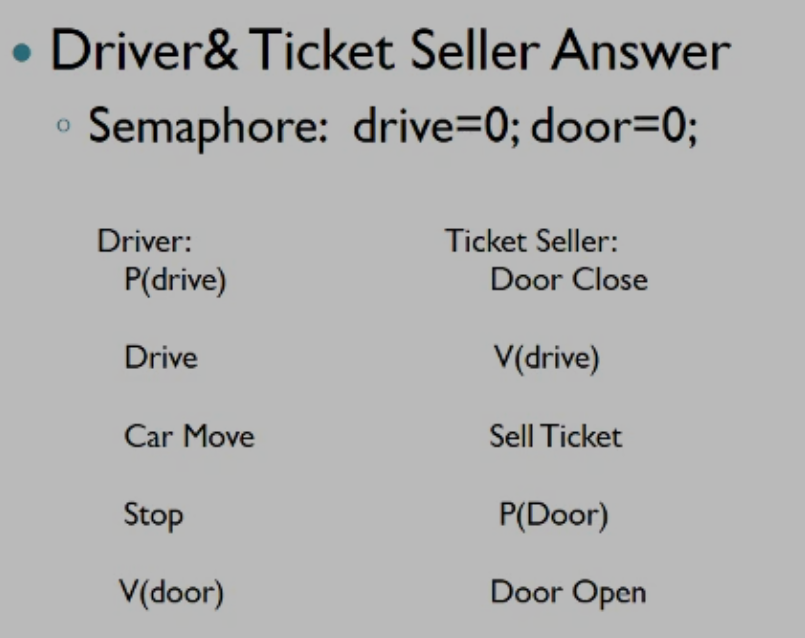 Driver& Ticket Seller Answer
Semaphore: drive=0; door=0;
Driver:
P(drive)
Drive
Car Move
Stop
V(door)
Ticket Seller:
Door Close
V(drive)
Sell Ticket
P(Door)
Door Open